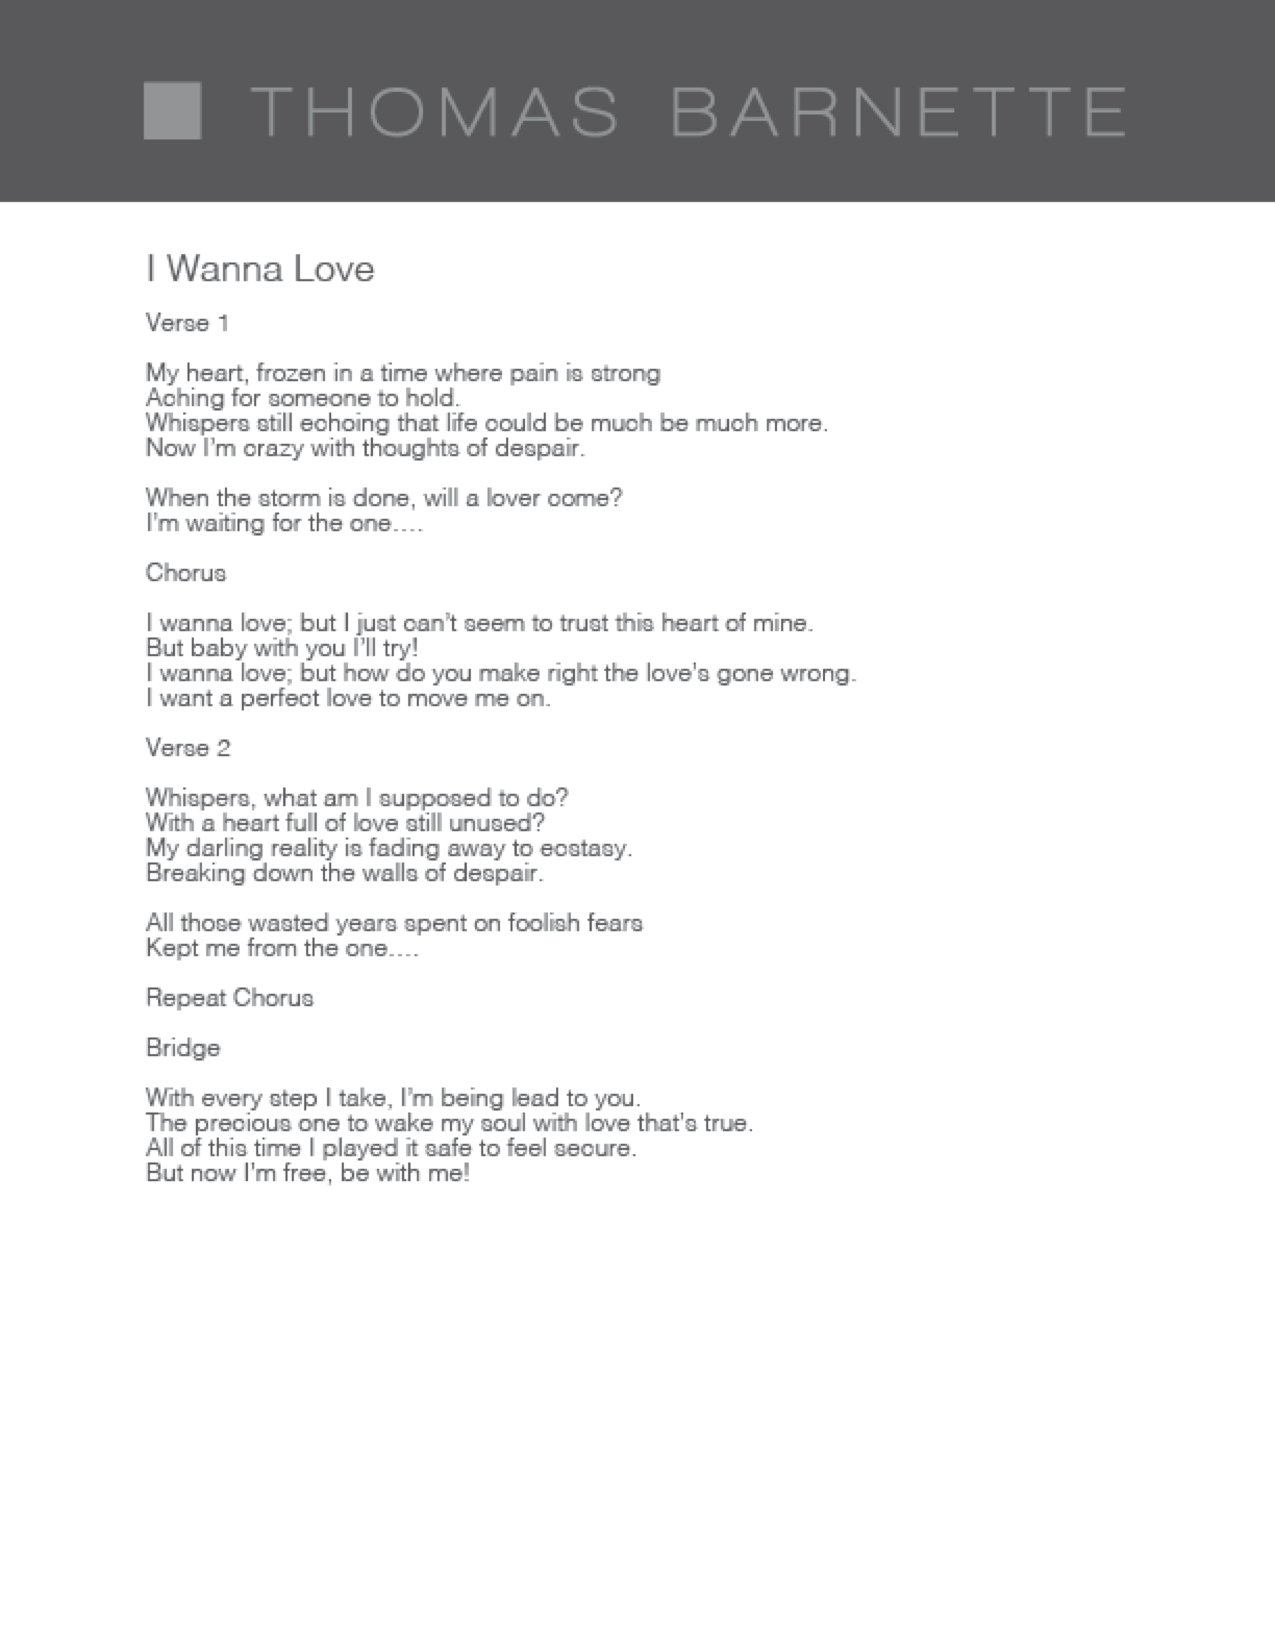 THOMAS BARNETTE
I Wanna Love
Verse 1
My heart, frozen in a time where pain is strong
Aching for someone to hold.
Whispers still echoing that life could be much be much more.
Now I'm crazy with thoughts of despair.
When the storm is done, will a lover come?
I'm waiting for the one....
Chorus
I wanna love; but I just can't seem to trust this heart of mine.
But baby with you I'll try!
I wanna love; but how do you make right the love's gone wrong.
I want a perfect love to move me on.
Verse 2
Whispers, what am I supposed to do?
With a heart full of love still unused?
My darling reality is fading away to ecstasy.
Breaking down the walls of despair.
All those wasted years spent on foolish fears
Kept me from the one....
Repeat Chorus
Bridge
With every step I take, I'm being lead to you.
The precious one to wake my soul with love that's true.
All of this time I played it safe to feel secure.
But now I'm free, be with me!